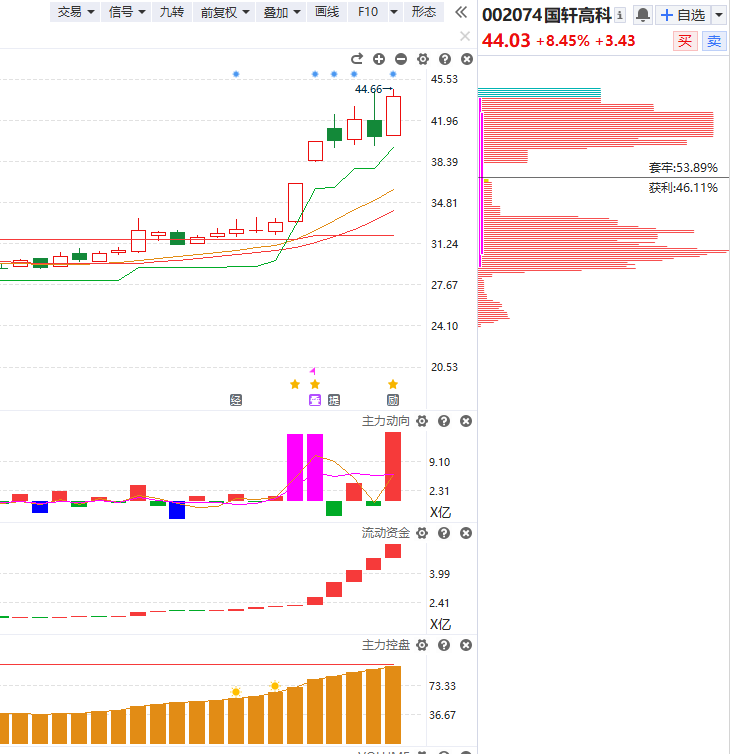 交易 信号 九转 前复权 叠加 画线 F10 形态
002074国轩高科 自选
44.03 +8.45% +3.43 买 卖
44.66
45.53
41.96
38.39
34.81
31.24
27.67
24.10
20.53
套牢:53.89%
获利:46.11%
主力动向
9.10
2.31
X亿
流动资金
3.99
2.41
X亿
主力控盘
73.33
36.67